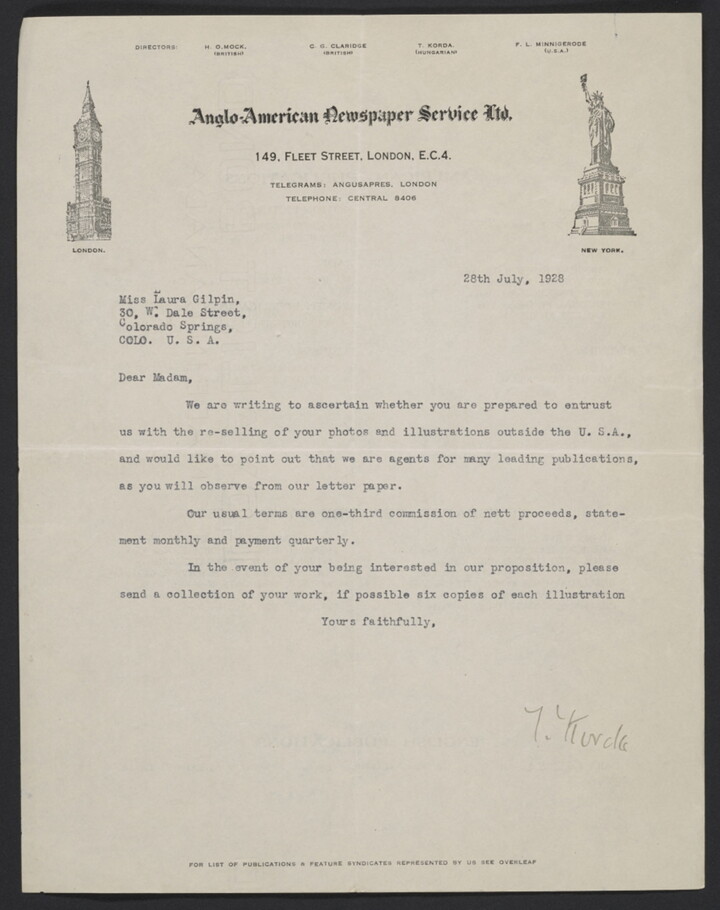 DIRECTORS: H. O. MOCK. C. G. CLARIDGE T. KORDA. F. L. MINNIGERODE
(BRITISH) (BRITISH) (HUNGARIAN) (U.S.A.)
Anglo-American Newspaper Service Ltd.
149, FLEET STREET, LONDON, E.C.4.
TELEGRAMS: ANGUSAPRES, LONDON
TELEPHONE: CENTRAL 8406
LONDON. NEW YORK.
28th July, 1928
Miss Laura Gilpin,
30, W. Dale Street,
Colorado Springs,
COLO. U. S. A.
Dear Madam,
We are writing to ascertain whether you are prepared to entrust
us with the re-selling of your photos and illustrations outside the U. S.A.,
and would like to point out that we are agents for many leading publications,
as you will observe from our letter paper.
Our usual terms are one-third commission of nett proceeds, state-
ment monthly and payment quarterly.
In the event of your being interested in our proposition, please
send a collection of your work, if possible six copies of each illustration
Yours faithfully,
T. Korda
FOR LIST OF PUBLICATIONS & FEATURE SYNDICATES REPRESENTED BY US SEE OVERLEAF